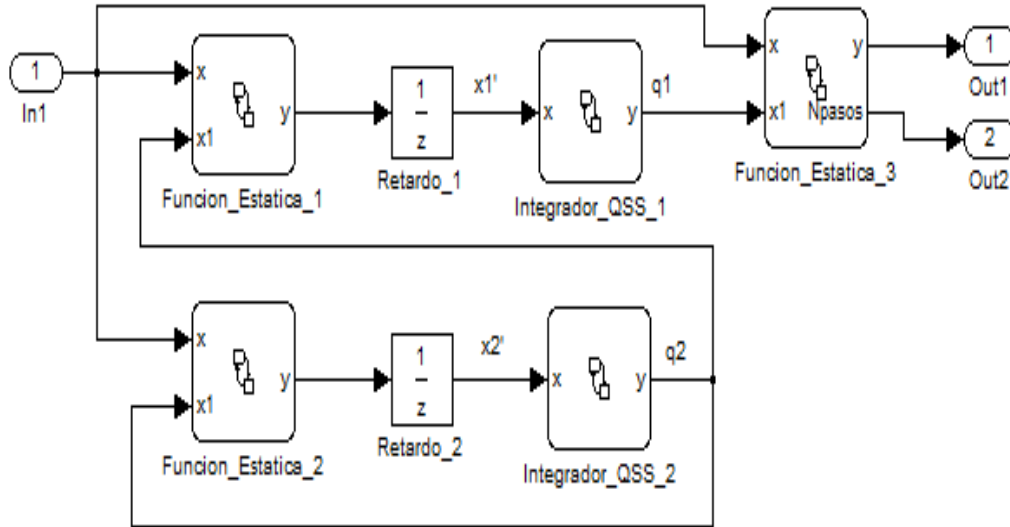 1
In1
x
x1
y
Funcion_Estatica_1
1
z
Retardo_1
x1'
x
y
Integrador_QSS_1
q1
x
x1
y
Npasos
Funcion_Estatica_3
1
Out1
2
Out2
x
x1
y
Funcion_Estatica_2
1
z
Retardo_2
x2'
x
y
Integrador_QSS_2
q2